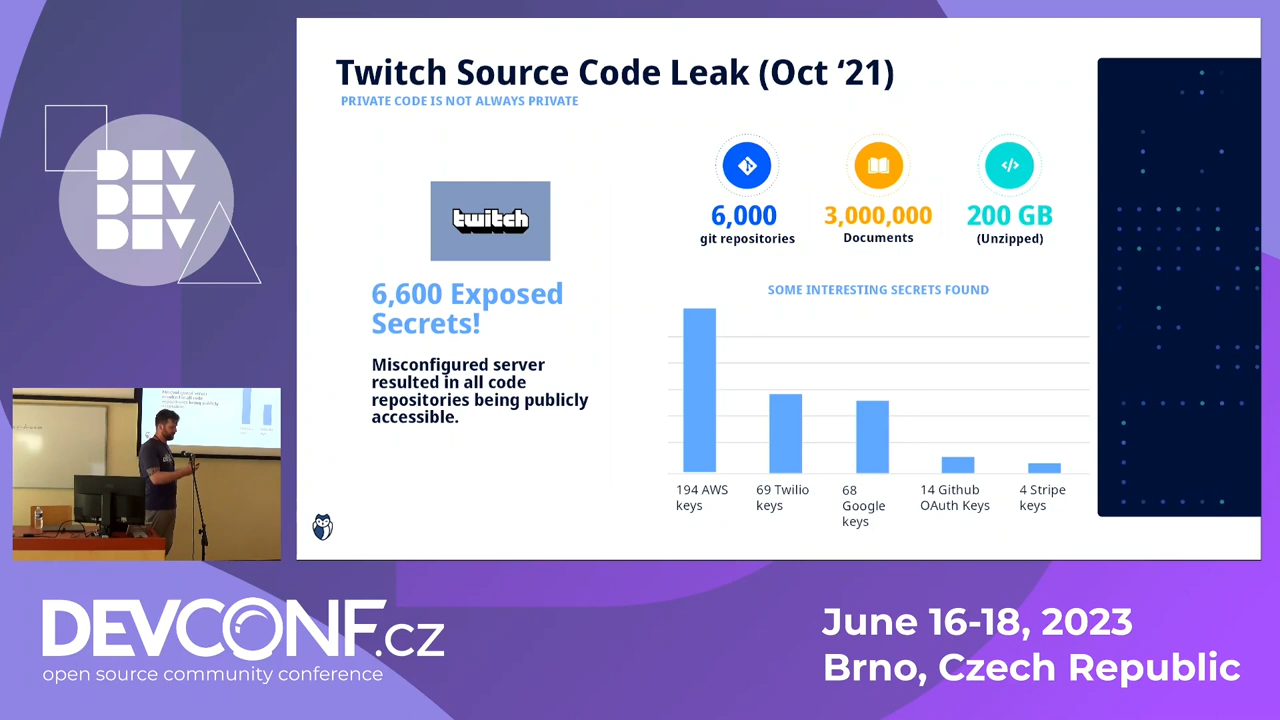 Twitch Source Code Leak (Oct ‘21)
PRIVATE CODE IS NOT ALWAYS PRIVATE
twitch
6,600 Exposed
Secrets!
Misconfigured server
resulted in all code
repositories being publicly
accessible.
6,000
git repositories
3,000,000
Documents
200 GB
(Unzipped)
SOME INTERESTING SECRETS FOUND
194 AWS
keys
69 Twilio
keys
68
Google
keys
14 Github
OAuth Keys
4 Stripe
keys
DEV
DEV
DEV
DEVCONF.cz
open source community conference
June 16-18, 2023
Brno, Czech Republic